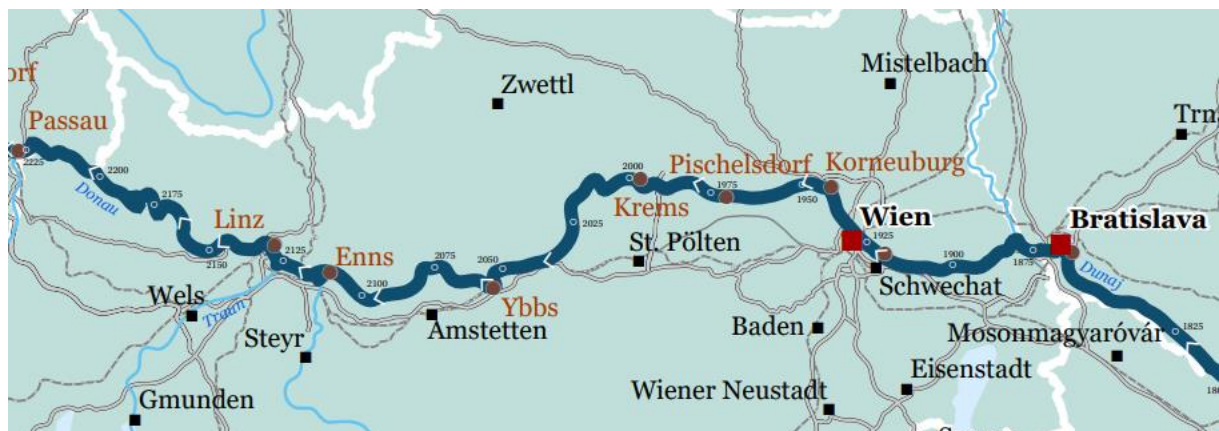 Mistelbach
Zwettl
orf
Passau
2225
2200
Donau
2175
Linz
2150
2125
Enns
2100
2075
2050
Ybbs
2025
2000
Krems
Pischelsdorf
1975
Korneuburg
1950
Wien
1925
1900
Schwechat
Bratislava
1875
Dunaj
1825
St. Pölten
Wels
Traun
Steyr
Amstetten
Baden
Mosonmagyaróvár
Eisenstadt
Wiener Neustadt
Gmunden